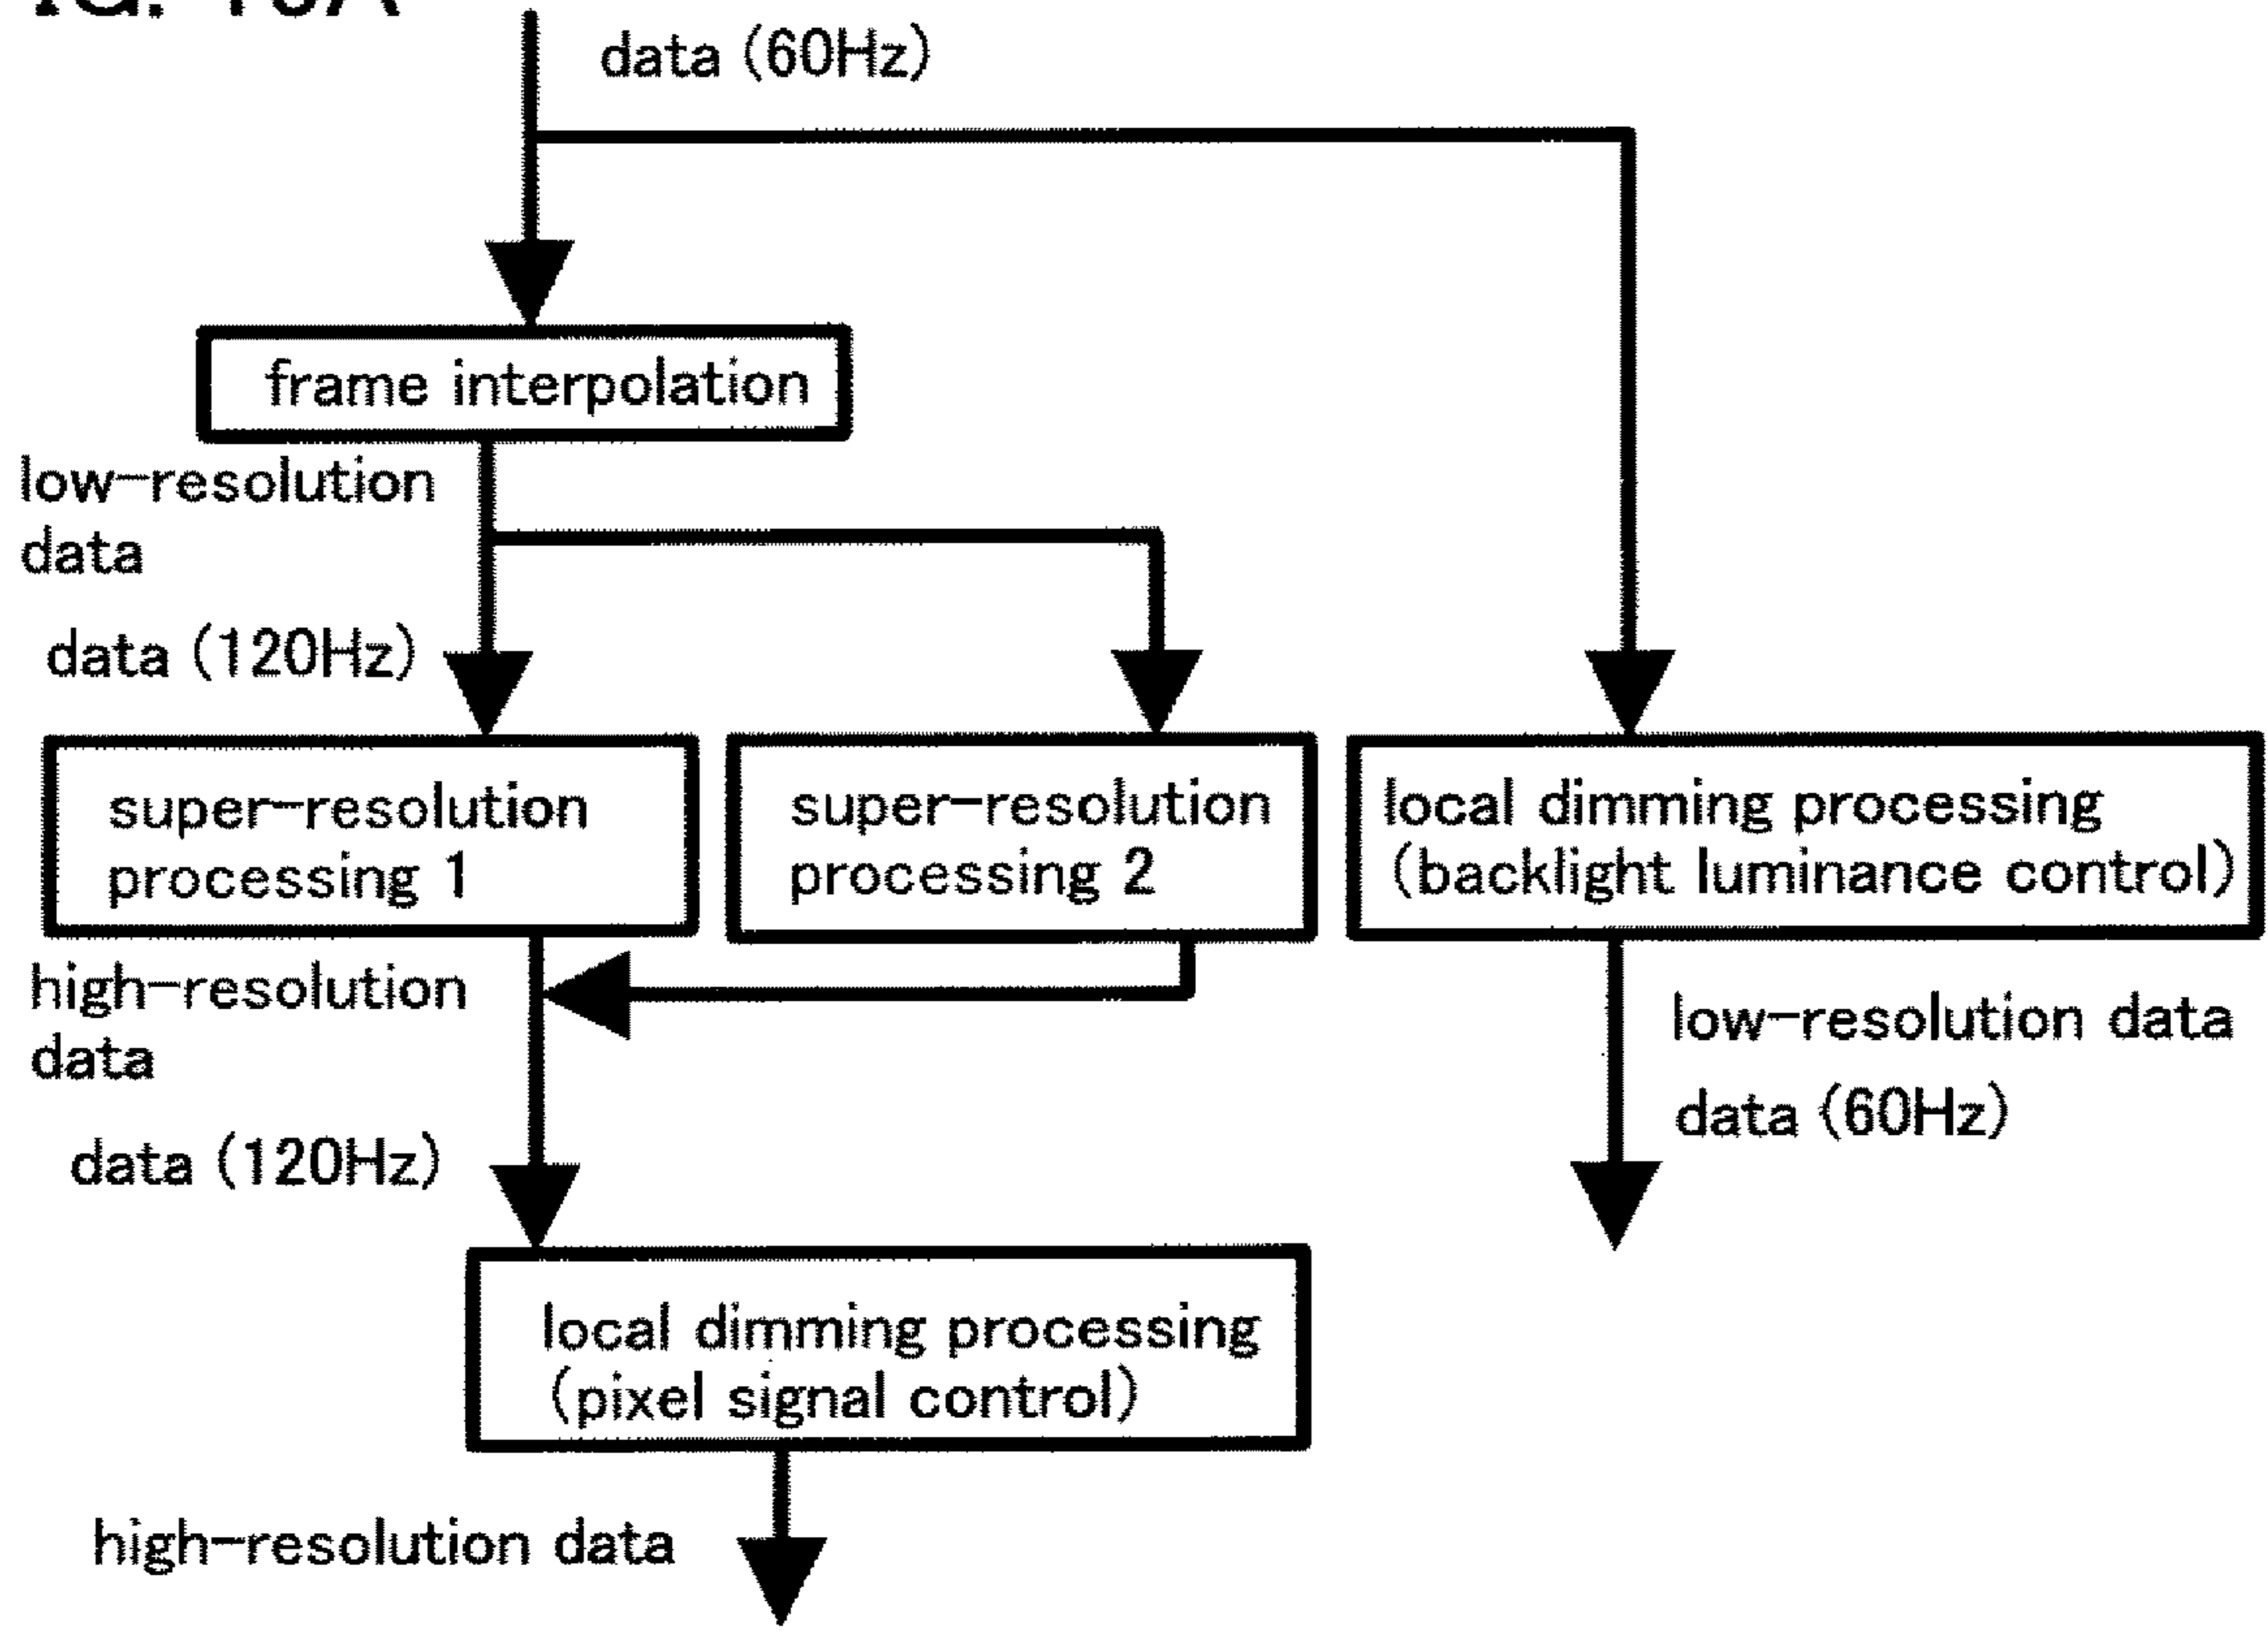 data (60Hz)
frame interpolation
low-resolution
data
data (120Hz)
super-resolution
processing 1
super-resolution
processing 2
local dimming processing
(backlight luminance control)
high-resolution
data
data (120Hz)
low-resolution data
data (60Hz)
local dimming processing
(pixel signal control)
high-resolution data